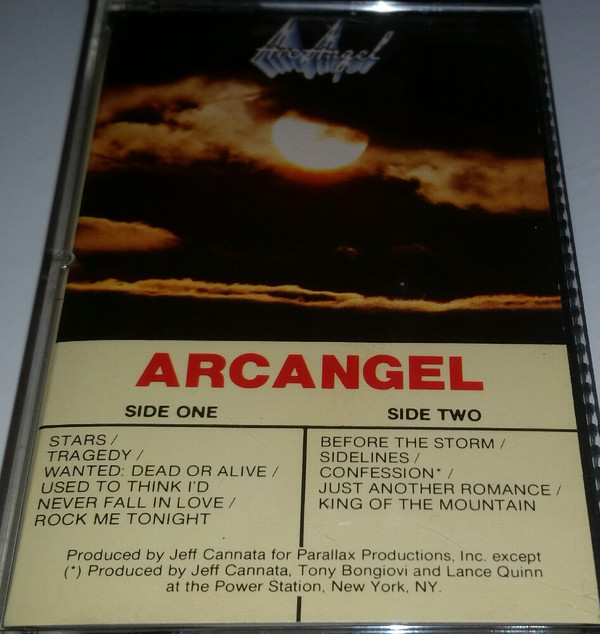 ArcAngel
ARCANGEL
SIDE ONE
STARS /
TRAGEDY /
WANTED: DEAD OR ALIVE /
USED TO THINK I'D
NEVER FALL IN LOVE /
ROCK ME TONIGHT
SIDE TWO
BEFORE THE STORM /
SIDELINES /
CONFESSION* /
JUST ANOTHER ROMANCE /
KING OF THE MOUNTAIN
Produced by Jeff Cannata for Parallax Productions, Inc. except
(*) Produced by Jeff Cannata, Tony Bongiovi and Lance Quinn
at the Power Station, New York, NY.